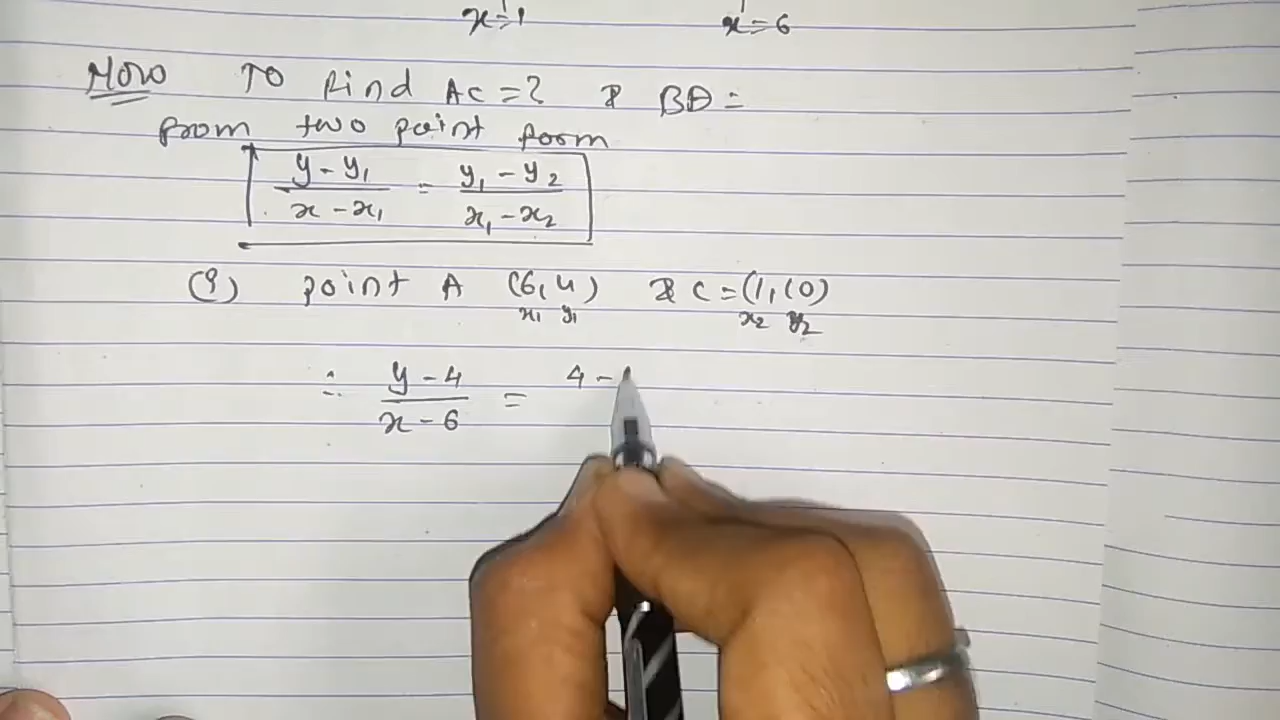 x=1 x=6
Now To Find AC=? & BD=
from two point form
y-y₁ / x-x₁ = y₁-y₂ / x₁-x₂
(i) point A (6,4) & C=(1,10)
x₁ y₁ x₂ y₂
∴ y-4 / x-6 = 4-